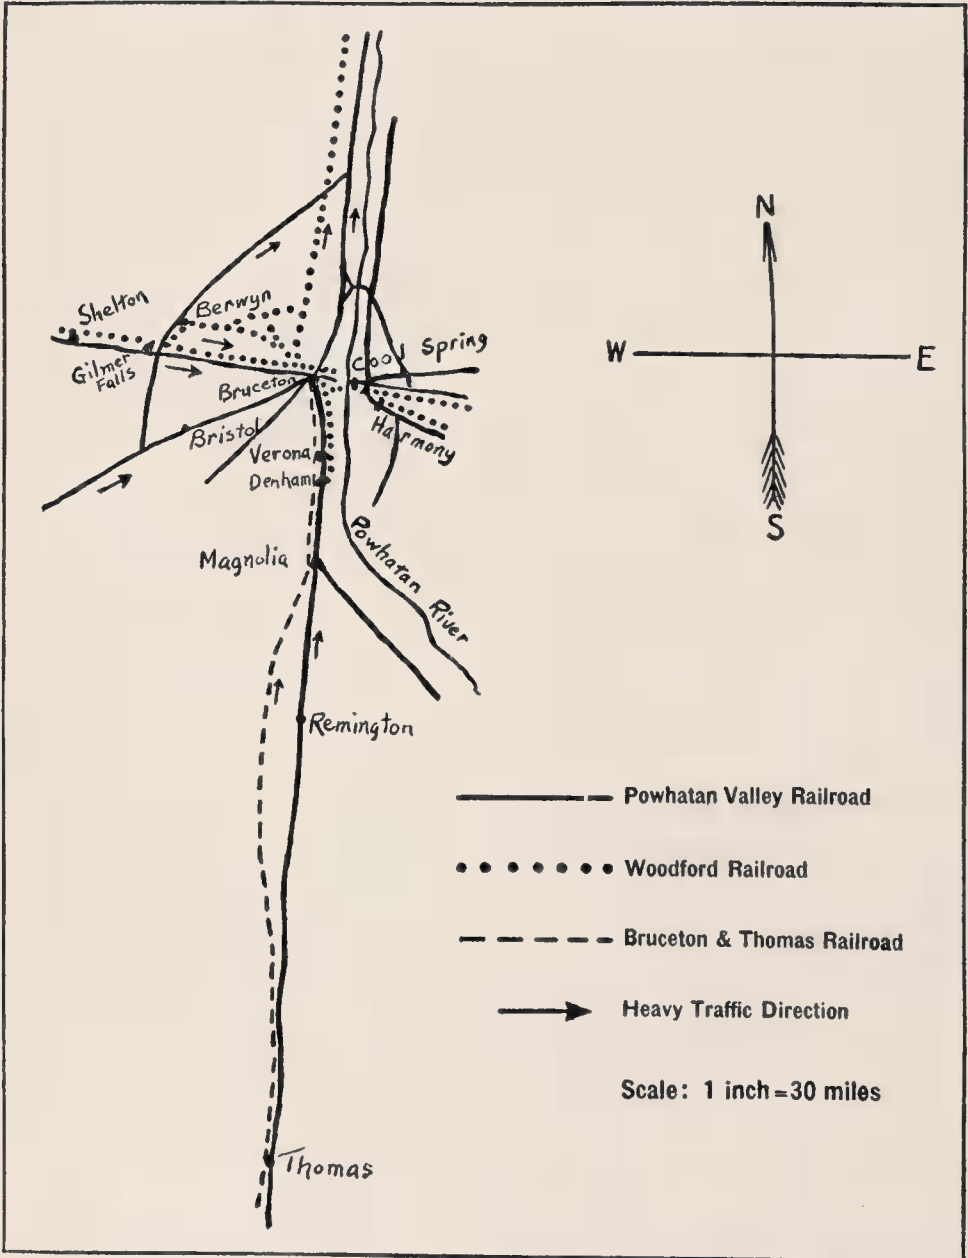 N
Shelton
Berwyn
Gilmer
Falls
Cool Spring
W
E
Bruceton
Bristol
Harmony
Verona
Denham
S
Magnolia
Powhatan River
Remington
Powhatan Valley Railroad
Woodford Railroad
Bruceton & Thomas Railroad
Heavy Traffic Direction
Scale: 1 inch = 30 miles
Thomas